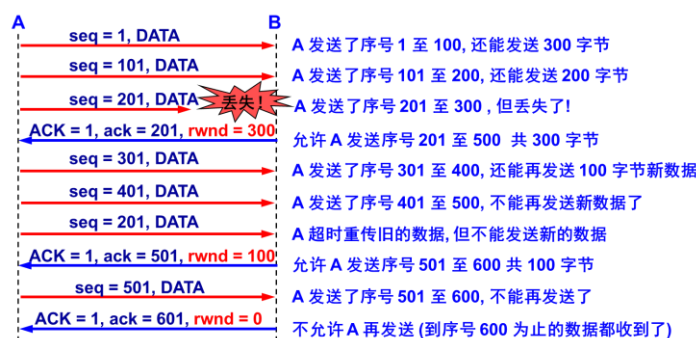 A B
seq = 1, DATA A 发送了序号 1 至 100, 还能发送 300 字节
seq = 101, DATA A 发送了序号 101 至 200, 还能发送 200 字节
seq = 201, DATA 丢失! A 发送了序号 201 至 300 , 但丢失了!
ACK = 1, ack = 201, rwnd = 300 允许 A 发送序号 201 至 500 共 300 字节
seq = 301, DATA A 发送了序号 301 至 400, 还能再发送 100 字节新数据
seq = 401, DATA A 发送了序号 401 至 500, 不能再发送新数据了
seq = 201, DATA A 超时重传旧的数据, 但不能发送新的数据
ACK = 1, ack = 501, rwnd = 100 允许 A 发送序号 501 至 600 共 100 字节
seq = 501, DATA A 发送了序号 501 至 600, 不能再发送了
ACK = 1, ack = 601, rwnd = 0 不允许 A 再发送 (到序号 600 为止的数据都收到了)